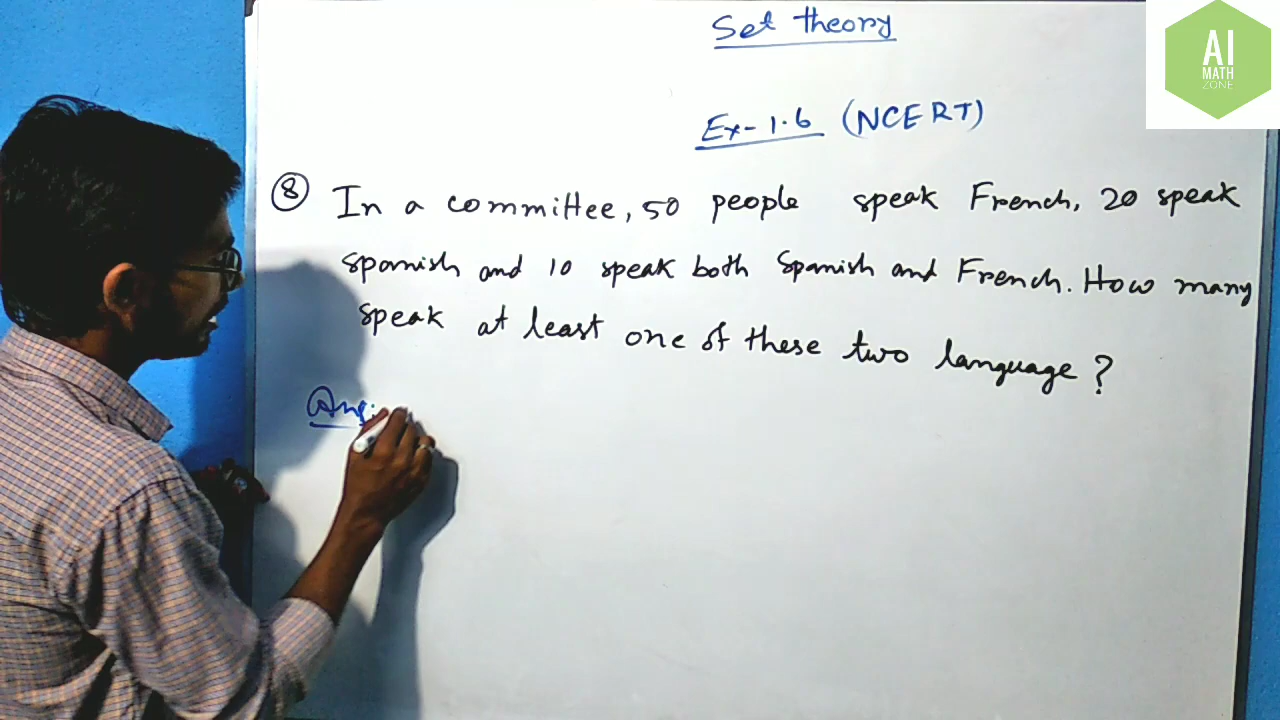 Set theory
AI
MATH
ZONE
Ex-1.6 (NCERT)
8 In a committee, 50 people speak French, 20 speak
spanish and 10 speak both Spanish and French. How many
speak at least one of these two language?
Ans: